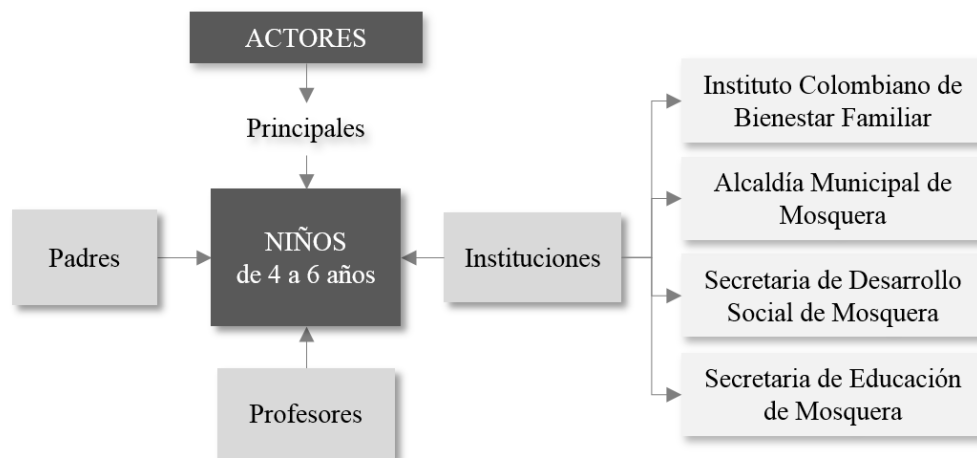 ACTORES
Principales
NIÑOS
de 4 a 6 años
Padres
Profesores
Instituciones
Instituto Colombiano de
Bienestar Familiar
Alcaldía Municipal de
Mosquera
Secretaria de Desarrollo
Social de Mosquera
Secretaria de Educación
de Mosquera